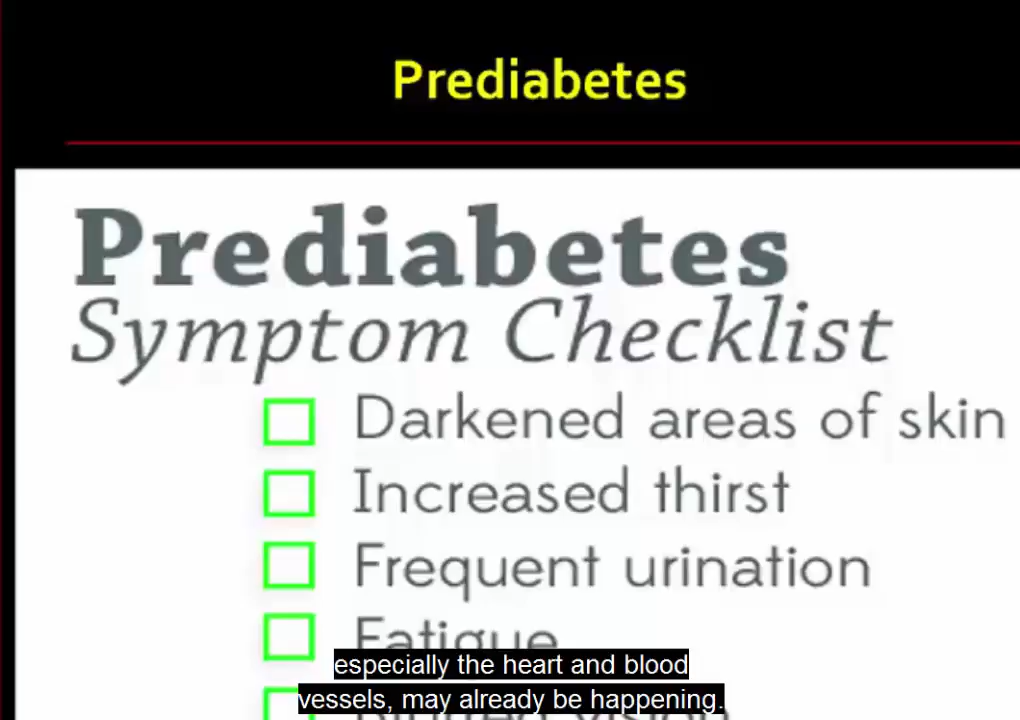 Prediabetes
Prediabetes
Symptom Checklist
Darkened areas of skin
Increased thirst
Frequent urination
Fatigue
especially the heart and blood
vessels, may already be happening.